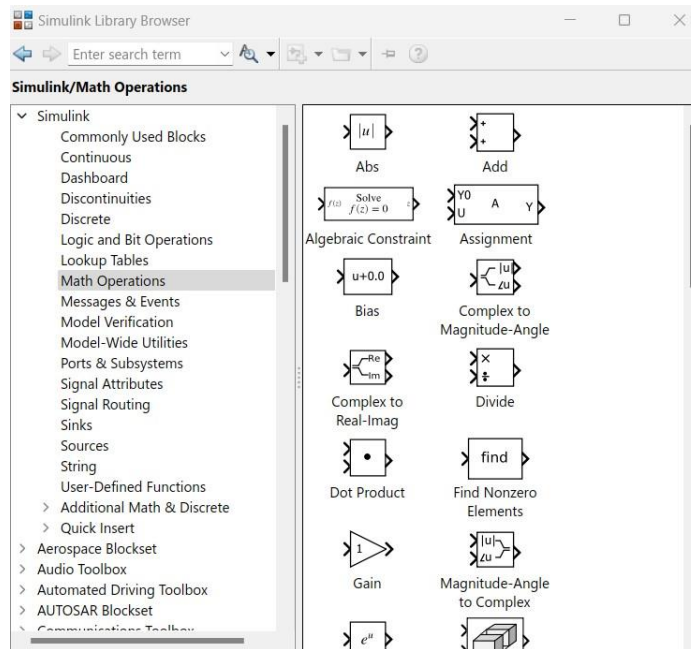 Simulink Library Browser
Enter search term
Simulink/Math Operations
Simulink
Commonly Used Blocks
Continuous
Dashboard
Discontinuities
Discrete
Logic and Bit Operations
Lookup Tables
Math Operations
Messages & Events
Model Verification
Model-Wide Utilities
Ports & Subsystems
Signal Attributes
Signal Routing
Sinks
Sources
String
User-Defined Functions
Additional Math & Discrete
Quick Insert
Aerospace Blockset
Audio Toolbox
Automated Driving Toolbox
AUTOSAR Blockset
Communications Toolbox
|u|
Abs
+
+
Add
f(z) Solve f(z) = 0 z
Algebraic Constraint
Y0
U A Y
Assignment
u+0.0
Bias
|u|
∠u
Complex to
Magnitude-Angle
Re
Im
Complex to
Real-Imag
×
÷
Divide
Dot Product
find
Find Nonzero
Elements
1
Gain
|u|
∠u
Magnitude-Angle
to Complex
e^u